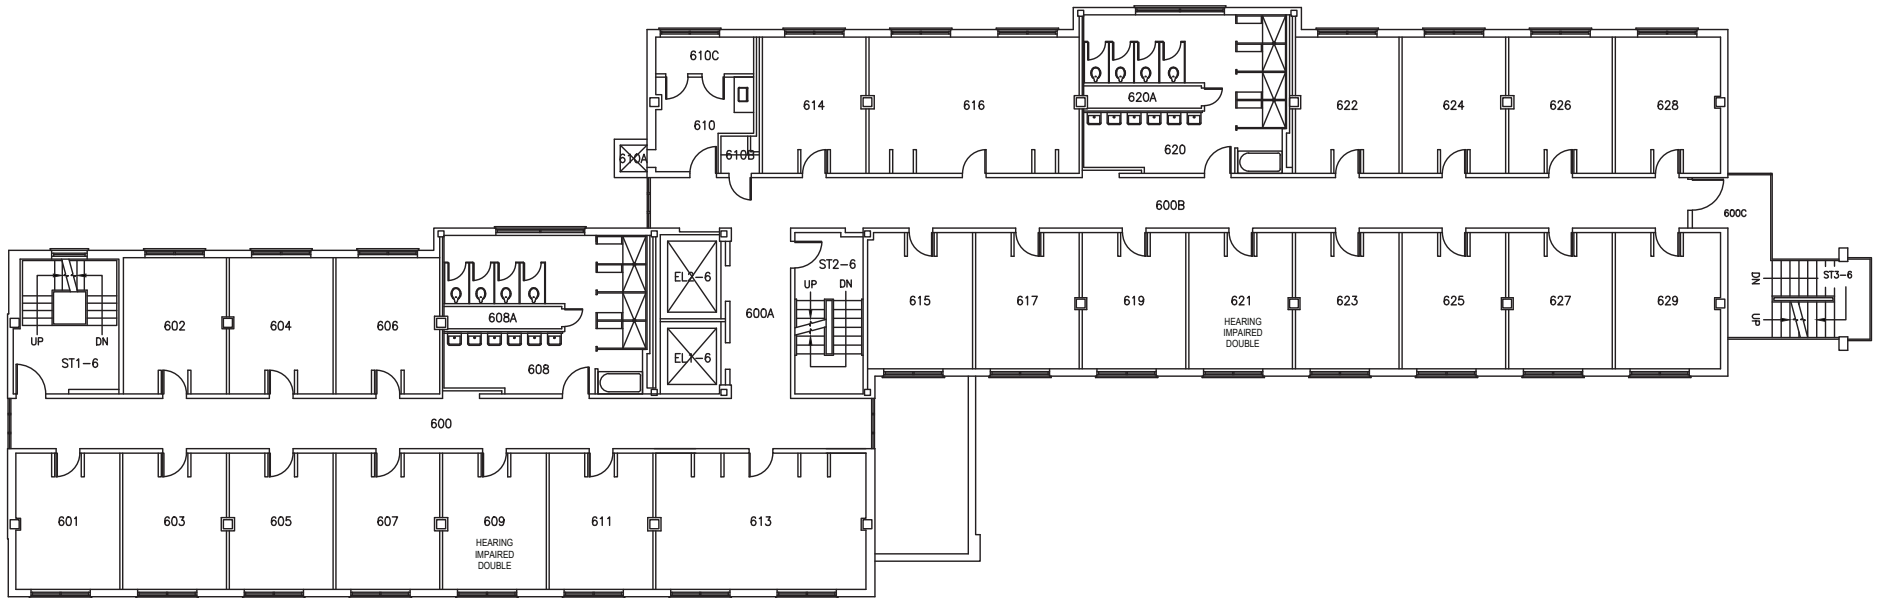 610C
614
616
620A
622
624
626
628
610
610A
610B
620
600B
600C
EL2-6
ST2-6
UP
DN
ST3-6
DN
UP
602
604
606
608A
600A
615
617
619
621
HEARING
IMPAIRED
DOUBLE
623
625
627
629
UP
DN
ST1-6
608
EL1-6
600
601
603
605
607
609
HEARING
IMPAIRED
DOUBLE
611
613